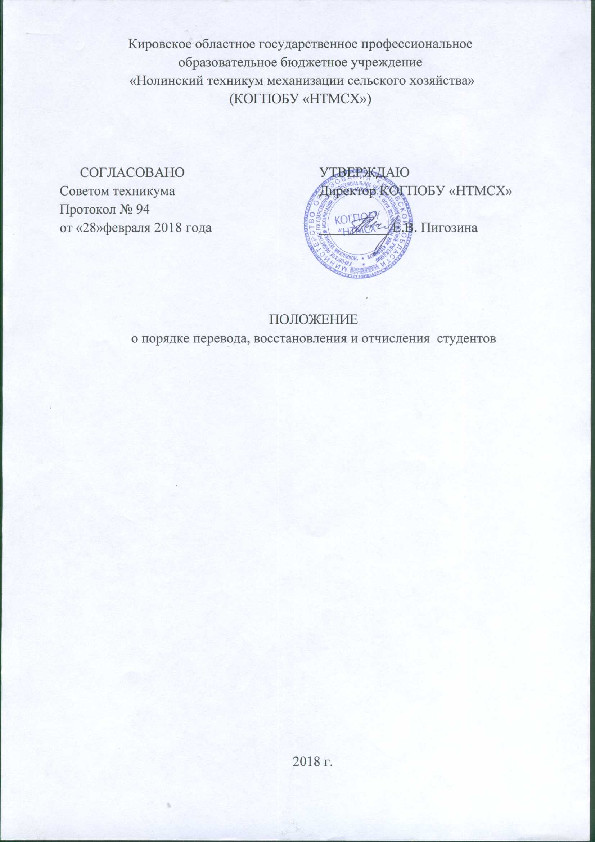 Кировское областное государственное профессиональное
образовательное бюджетное учреждение
«Нолинский техникум механизации сельского хозяйства»
(КОГПОБУ «НТМСХ»)
СОГЛАСОВАНО
Советом техникума
Протокол № 94
от «28»февраля 2018 года
УТВЕРЖДАЮ
Директор КОГПОБУ «НТМСХ»
Е.В. Пигозина
КОГПОБУ
«НТМСХ»
ПОЛОЖЕНИЕ
о порядке перевода, восстановления и отчисления студентов
2018 г.